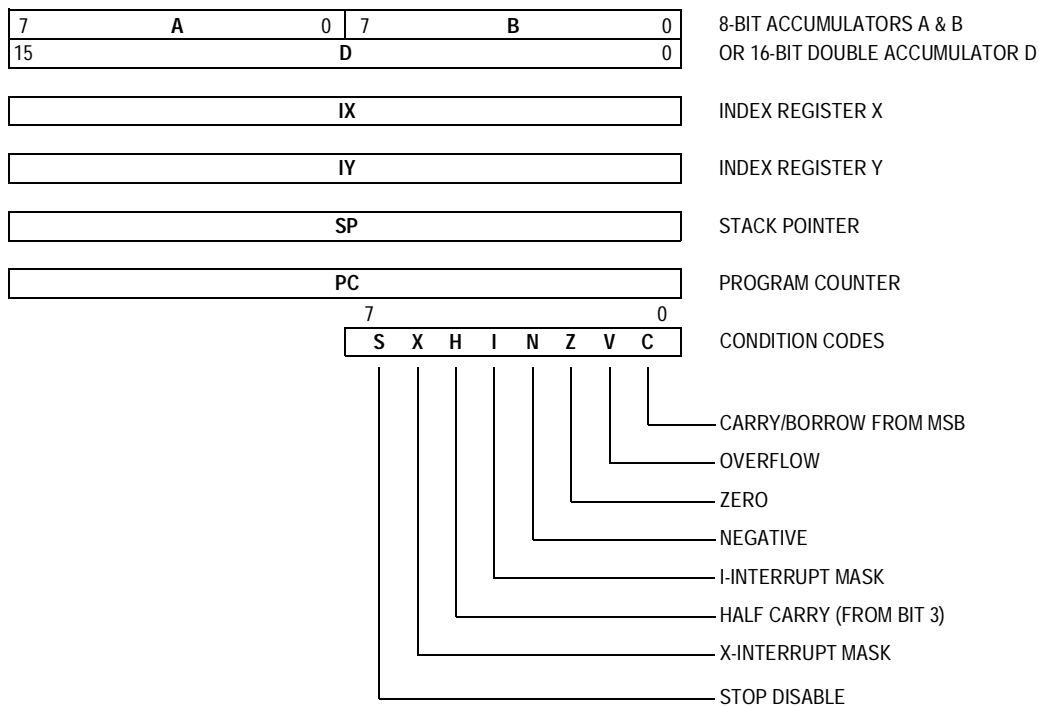 7 A 0 7 B 0 8-BIT ACCUMULATORS A & B
15 D 0 OR 16-BIT DOUBLE ACCUMULATOR D
IX INDEX REGISTER X
IY INDEX REGISTER Y
SP STACK POINTER
PC PROGRAM COUNTER
7 0
S X H I N Z V C CONDITION CODES
CARRY/BORROW FROM MSB
OVERFLOW
ZERO
NEGATIVE
I-INTERRUPT MASK
HALF CARRY (FROM BIT 3)
X-INTERRUPT MASK
STOP DISABLE